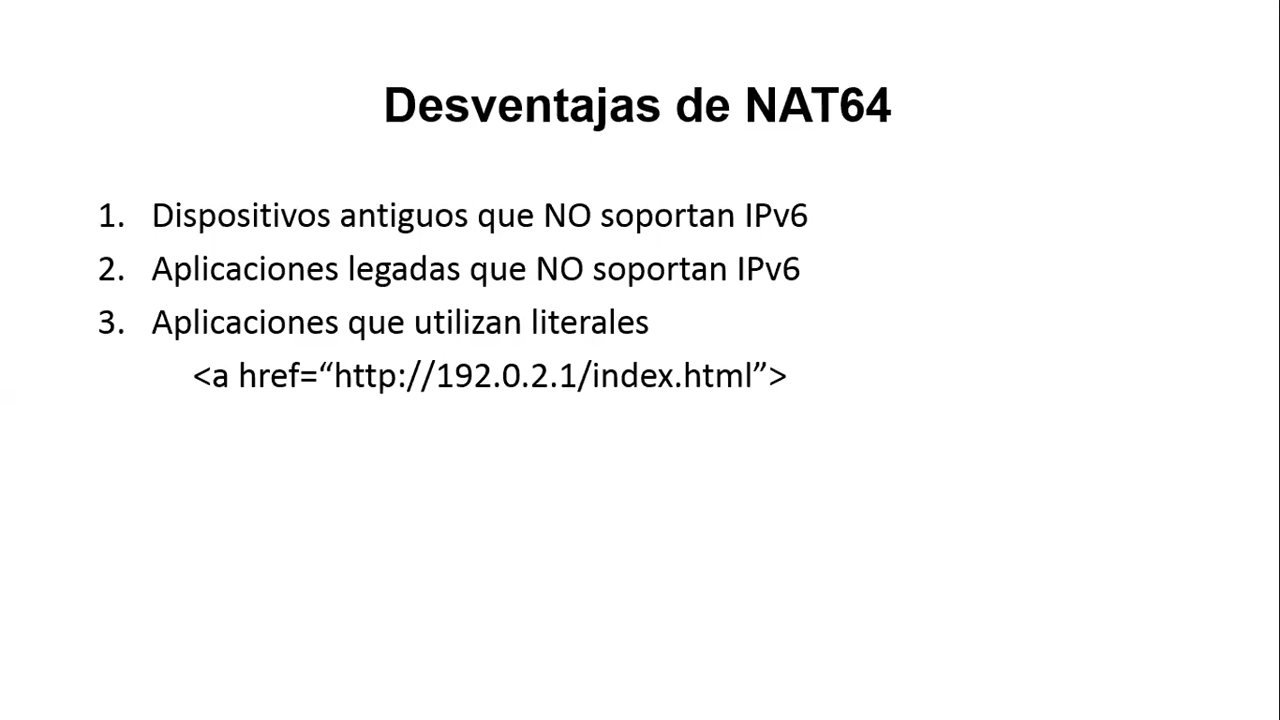 Desventajas de NAT64
1. Dispositivos antiguos que NO soportan IPv6
2. Aplicaciones legadas que NO soportan IPv6
3. Aplicaciones que utilizan literales
<a href=“http://192.0.2.1/index.html”>